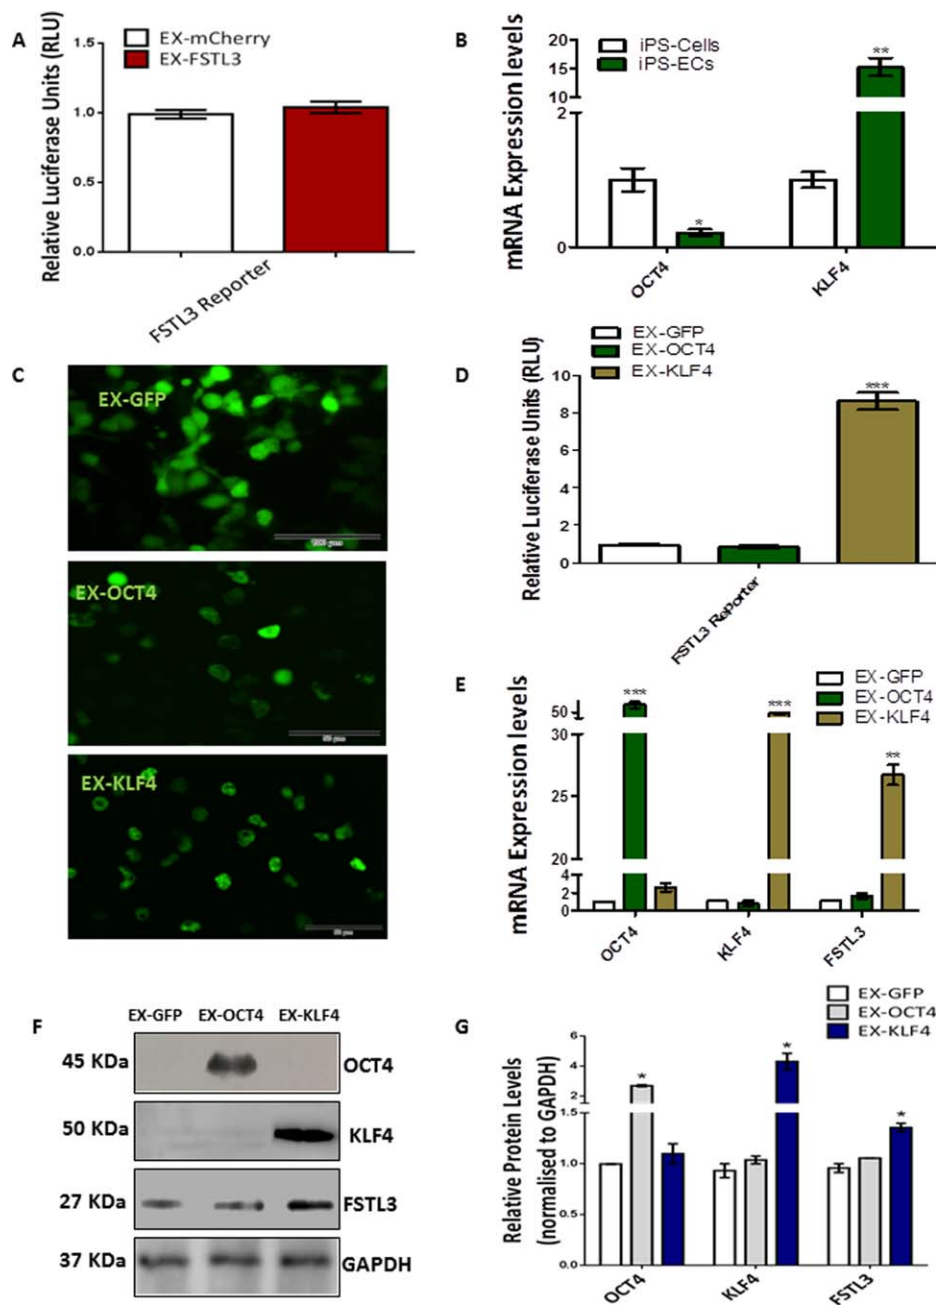 A
Relative Luciferase Units (RLU)
EX-mCherry
EX-FSTL3
1.5
1.0
0.5
0.0
FSTL3 Reporter
B
mRNA Expression levels
iPS-Cells
iPS-ECs
20
15
10
2
1
0
*
**
OCT4
KLF4
C
EX-GFP
EX-OCT4
EX-KLF4
D
Relative Luciferase Units (RLU)
EX-GFP
EX-OCT4
EX-KLF4
10
8
6
4
2
0
***
FSTL3 Reporter
E
mRNA Expression levels
EX-GFP
EX-OCT4
EX-KLF4
50
30
25
20
4
2
0
***
***
**
OCT4
KLF4
FSTL3
F
EX-GFP EX-OCT4 EX-KLF4
45 KDa OCT4
50 KDa KLF4
27 KDa FSTL3
37 KDa GAPDH
G
Relative Protein Levels
(normalised to GAPDH)
EX-GFP
EX-OCT4
EX-KLF4
6
4
2
1.5
1.0
0.5
0.0
*
*
*
OCT4
KLF4
FSTL3